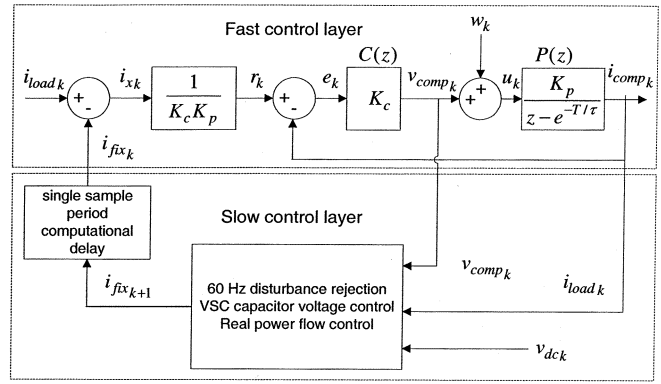 Fast control layer
i_load k
+
-
i_xk
1
K_c K_p
r_k
+
-
e_k
C(z)
K_c
v_comp k
w_k
+
+
u_k
P(z)
K_p
z - e^{-T/τ}
i_comp k
i_fix k
single sample
period
computational
delay
i_fix k+1
Slow control layer
60 Hz disturbance rejection
VSC capacitor voltage control
Real power flow control
v_comp k
i_load k
v_dc k